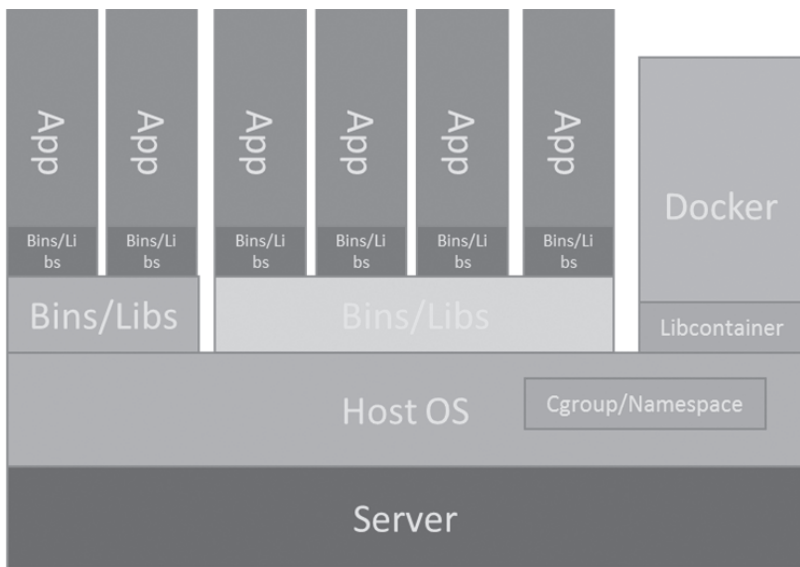 App
App
App
App
App
App
Docker
Bins/Li
bs
Bins/Li
bs
Bins/Li
bs
Bins/Li
bs
Bins/Li
bs
Bins/Li
bs
Bins/Libs
Bins/Libs
Libcontainer
Host OS
Cgroup/Namespace
Server